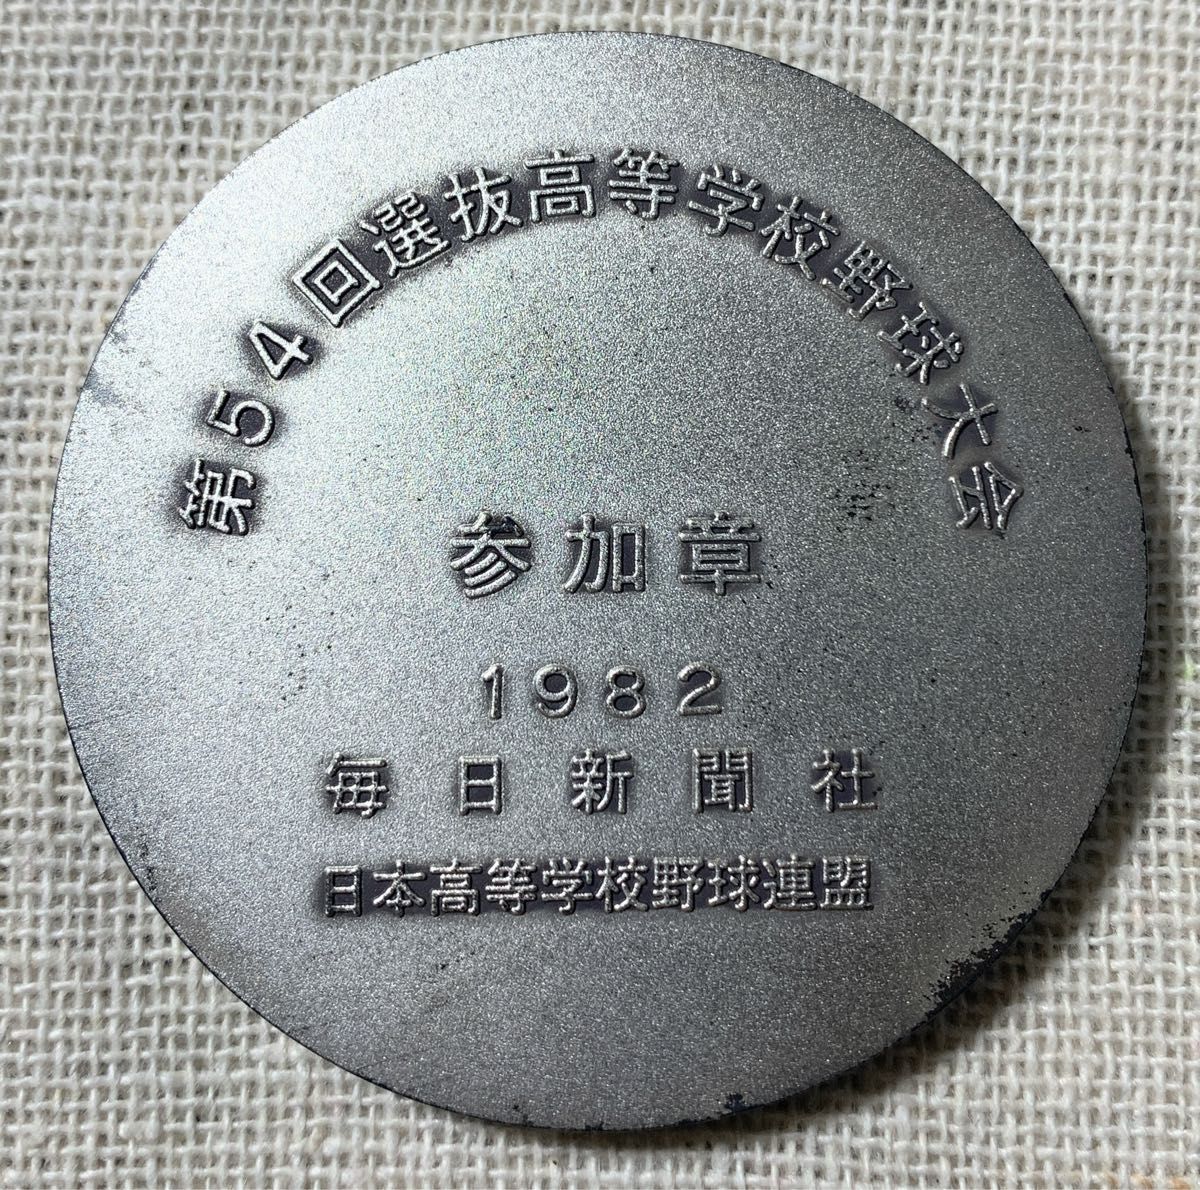 第54回選抜高等学校野球大会
参加章
1982
毎日新聞社
日本高等学校野球連盟